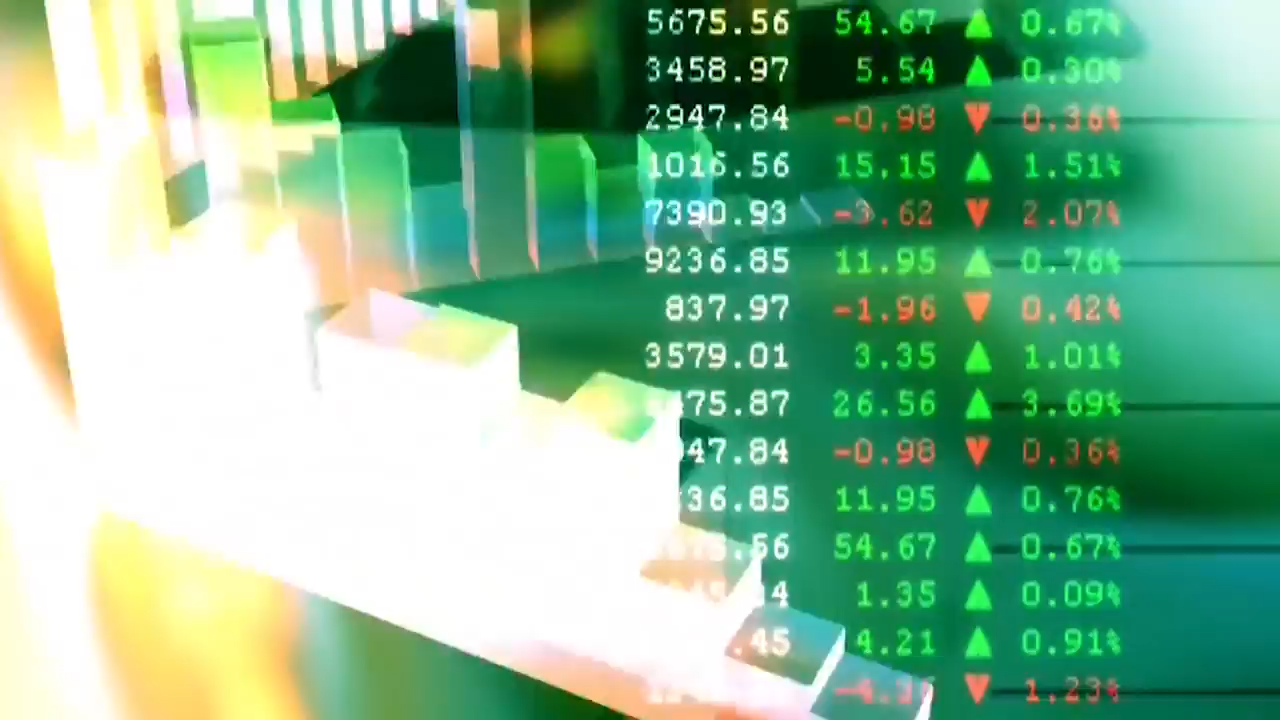 5675.56 54.67 ▲ 0.67%
3458.97 5.54 ▲ 0.30%
2947.84 -0.98 ▼ 0.36%
1016.56 15.15 ▲ 1.51%
7390.93 -3.62 ▼ 2.07%
9236.85 11.95 ▲ 0.76%
837.97 -1.96 ▼ 0.42%
3579.01 3.35 ▲ 1.01%
26.56 ▲ 3.69%
-0.98 ▼ 0.36%
11.95 ▲ 0.76%
54.67 ▲ 0.67%
1.35 ▲ 0.09%
4.21 ▲ 0.91%
▼ 1.23%